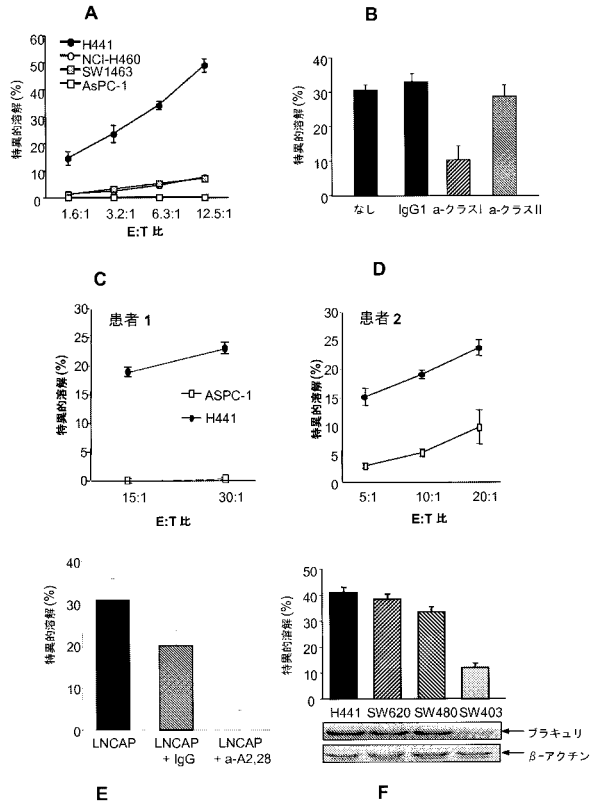 A
特異的溶解(%)
60
50
40
30
20
10
0
H441
NCI-H460
SW1463
AsPC-1
1.6:1 3.2:1 6.3:1 12.5:1
E:T 比
B
特異的溶解(%)
40
30
20
10
0
なし IgG1 a-クラスI a-クラスII
C
患者 1
特異的溶解(%)
30
25
20
15
10
5
0
ASPC-1
H441
15:1 30:1
E:T 比
D
患者 2
特異的溶解(%)
30
25
20
15
10
5
0
5:1 10:1 20:1
E:T 比
特異的溶解(%)
40
30
20
10
0
LNCAP LNCAP + IgG LNCAP + a-A2,28
E
特異的溶解(%)
50
40
30
20
10
0
H441 SW620 SW480 SW403
ブラキュリ
β-アクチン
F